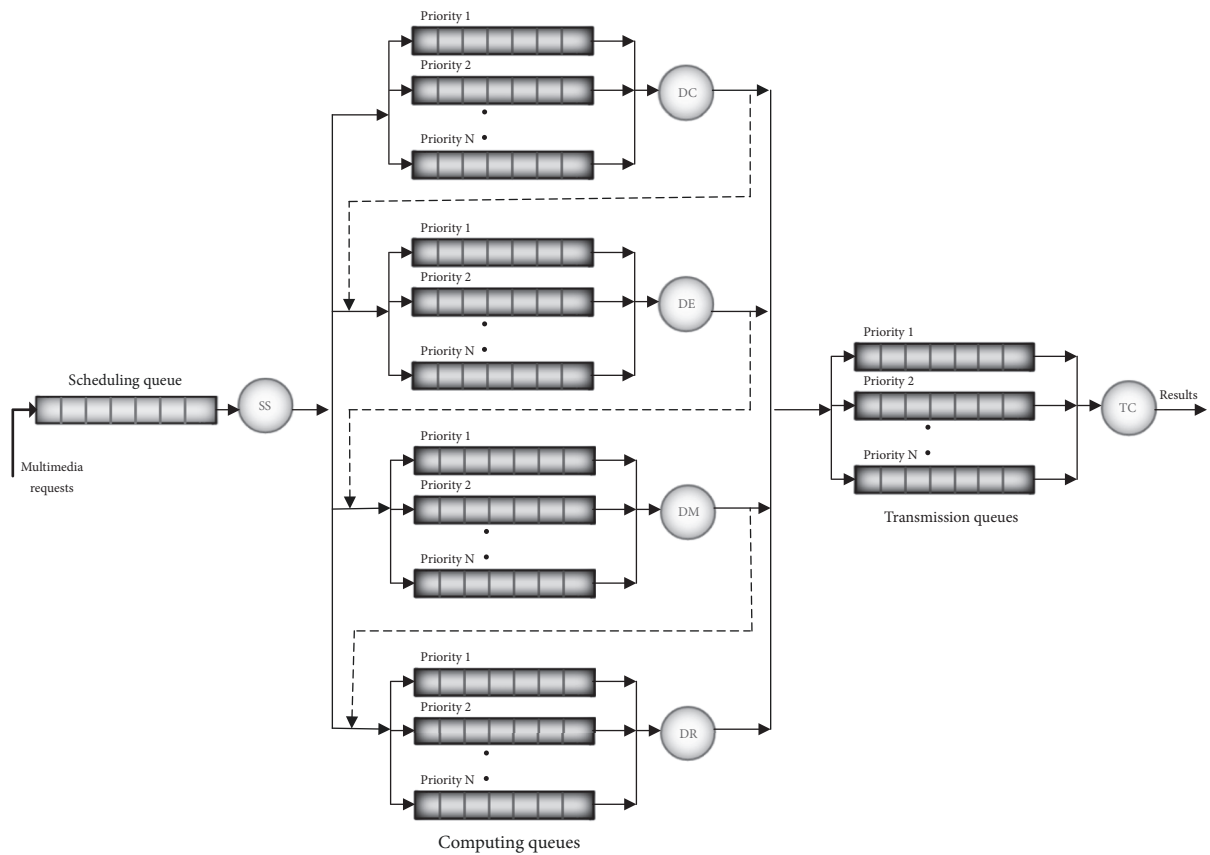 Priority 1
Priority 2
Priority N
DC
Priority 1
Priority 2
Priority N
DE
Scheduling queue
SS
Multimedia
requests
Priority 1
Priority 2
Priority N
DM
Priority 1
Priority 2
Priority N
DR
Computing queues
Priority 1
Priority 2
Priority N
TC
Results
Transmission queues